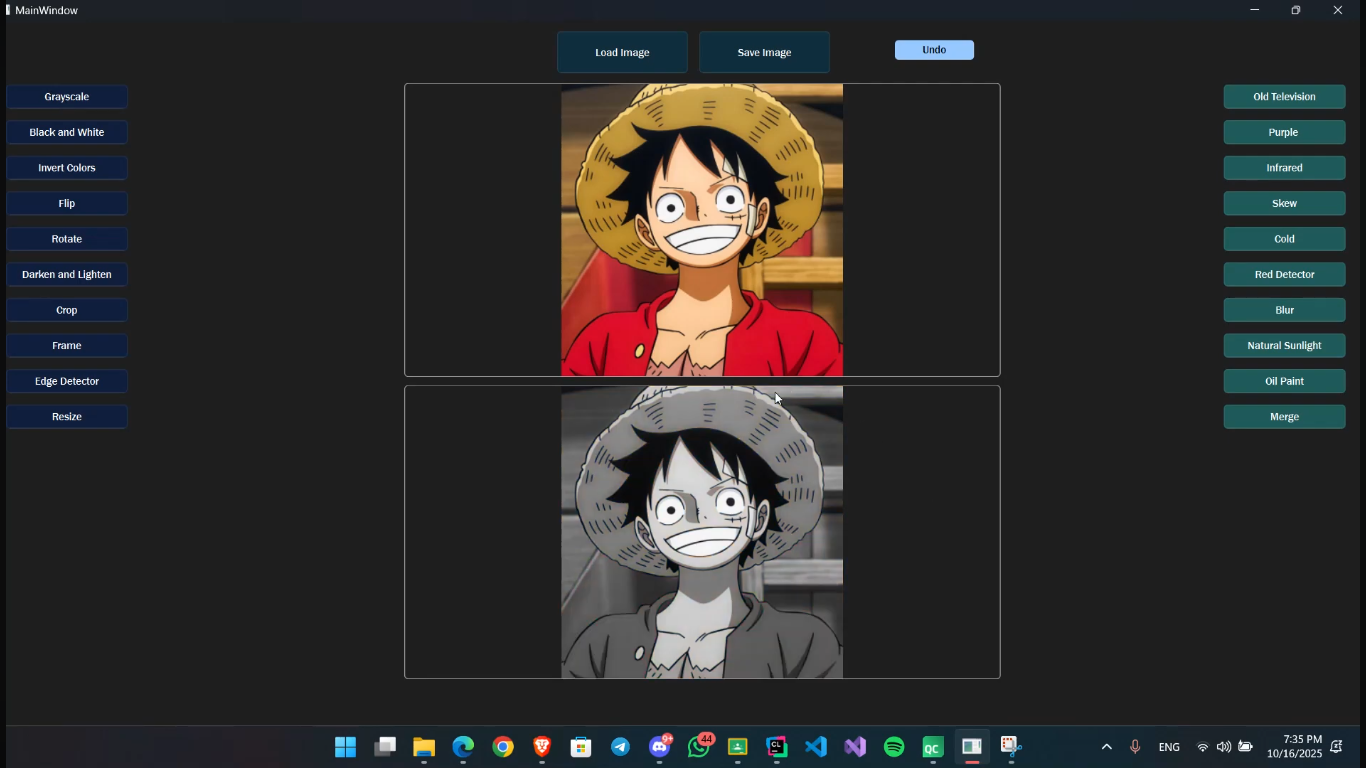 MainWindow
Load Image
Save Image
Undo
Grayscale
Black and White
Invert Colors
Flip
Rotate
Darken and Lighten
Crop
Frame
Edge Detector
Resize
Old Television
Purple
Infrared
Skew
Cold
Red Detector
Blur
Natural Sunlight
Oil Paint
Merge
9+
44
CL
QC
ENG
7:35 PM
10/16/2025